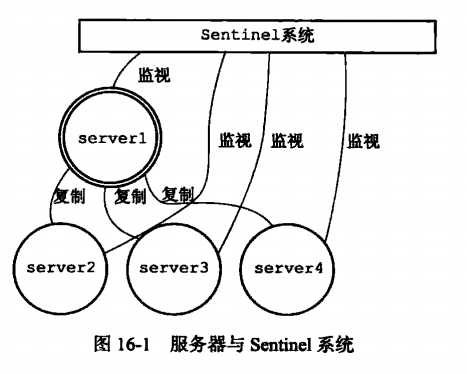 Sentinel系统
监视
server1
监视 监视 监视
复制 复制 复制
server2 server3 server4
图 16-1 服务器与 Sentinel 系统